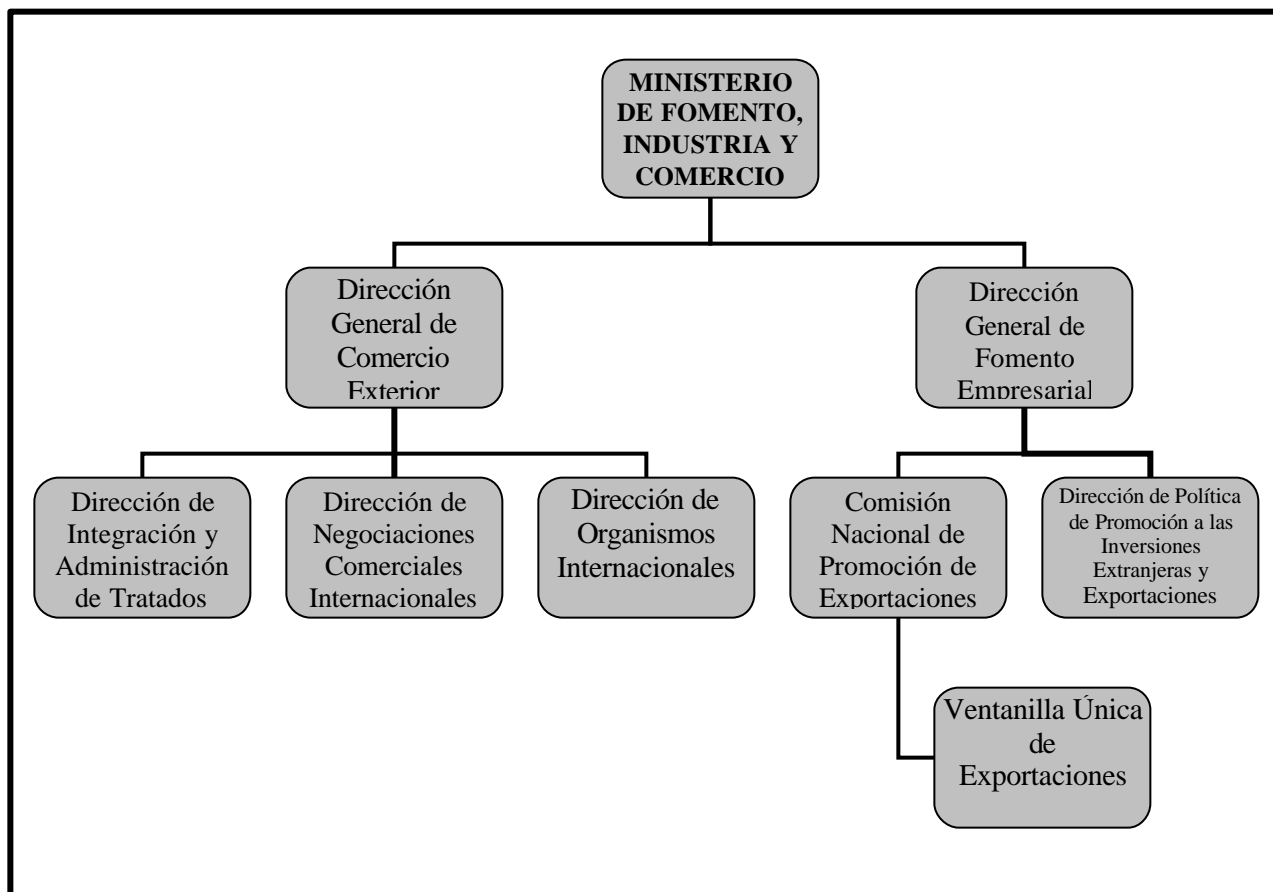 MINISTERIO
DE FOMENTO,
INDUSTRIA Y
COMERCIO
Dirección
General de
Comercio
Exterior
Dirección
General de
Fomento
Empresarial
Dirección de
Integración y
Administración
de Tratados
Dirección de
Negociaciones
Comerciales
Internacionales
Dirección de
Organismos
Internacionales
Comisión
Nacional de
Promoción de
Exportaciones
Dirección de Política
de Promoción a las
Inversiones
Extranjeras y
Exportaciones
Ventanilla Única
de
Exportaciones